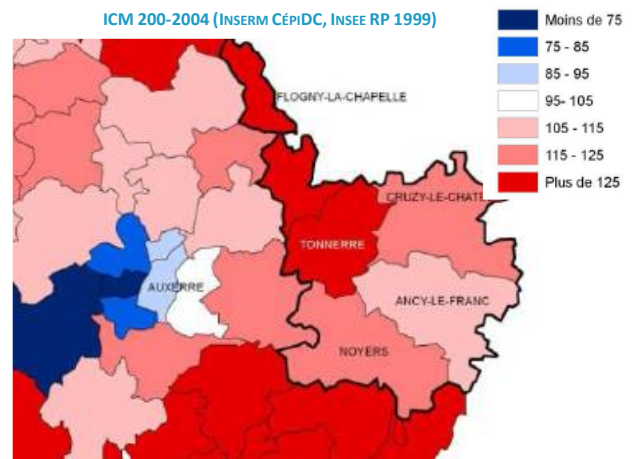 ICM 200-2004 (INSERM CÉPIDC, INSEE RP 1999)
Moins de 75
75 - 85
85 - 95
95- 105
105 - 115
115 - 125
Plus de 125
FLOGNY-LA-CHAPELLE
CRUZY-LE-CHATE
TONNERRE
AUXERRE
ANCY-LE-FRANC
NOYERS